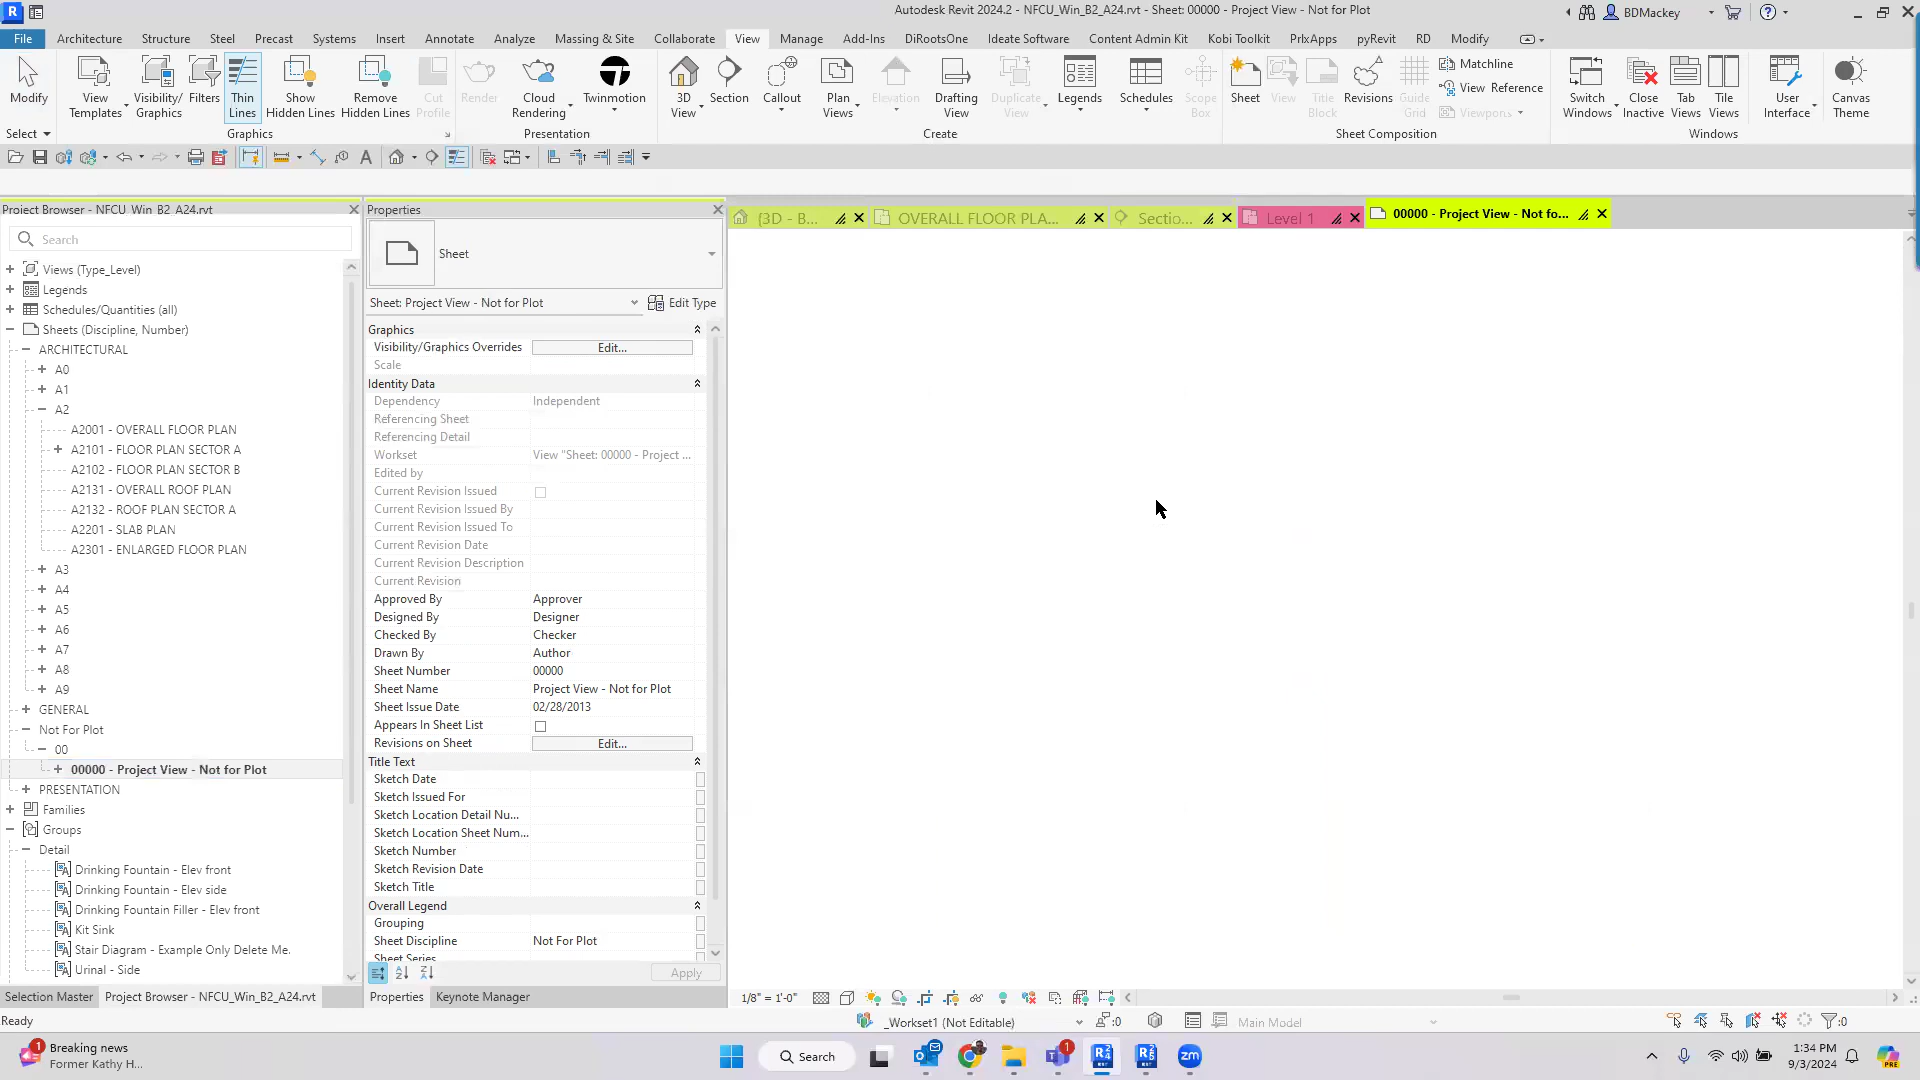 Autodesk Revit 2024.2 - NFCU_Win_B2_A24.rvt - Sheet: 00000 - Project View - Not for Plot
BDMackey
File Architecture Structure Steel Precast Systems Insert Annotate Analyze Massing & Site Collaborate View Manage Add-Ins DiRootsOne Ideate Software Content Admin Kit Kobi Toolkit PrlxApps pyRevit RD Modify
Modify
View Templates
Visibility/ Graphics
Filters
Thin Lines
Show Hidden Lines
Remove Hidden Lines
Cut Profile
Render
Cloud Rendering
Twinmotion
3D View
Section
Callout
Plan Views
Elevation
Drafting View
Duplicate View
Legends
Schedules
Scope Box
Sheet
View
Title Block
Revisions
Guide Grid
Matchline
View Reference
Viewports
Switch Windows
Close Inactive
Tab Views
Tile Views
User Interface
Canvas Theme
Select Graphics Presentation Create Sheet Composition Windows
Project Browser - NFCU_Win_B2_A24.rvt
Search
Views (Type_Level)
Legends
Schedules/Quantities (all)
Sheets (Discipline, Number)
ARCHITECTURAL
A0
A1
A2
A2001 - OVERALL FLOOR PLAN
A2101 - FLOOR PLAN SECTOR A
A2102 - FLOOR PLAN SECTOR B
A2131 - OVERALL ROOF PLAN
A2132 - ROOF PLAN SECTOR A
A2201 - SLAB PLAN
A2301 - ENLARGED FLOOR PLAN
A3
A4
A5
A6
A7
A8
A9
GENERAL
Not For Plot
00
00000 - Project View - Not for Plot
PRESENTATION
Families
Groups
Detail
Drinking Fountain - Elev front
Drinking Fountain - Elev side
Drinking Fountain Filler - Elev front
Kit Sink
Stair Diagram - Example Only Delete Me.
Urinal - Side
Selection Master Project Browser - NFCU_Win_B2_A24.rvt
Properties
Sheet
Sheet: Project View - Not for Plot Edit Type
Graphics
Visibility/Graphics Overrides Edit...
Scale
Identity Data
Dependency Independent
Referencing Sheet
Referencing Detail
Workset View "Sheet: 00000 - Project ...
Edited by
Current Revision Issued
Current Revision Issued By
Current Revision Issued To
Current Revision Date
Current Revision Description
Current Revision
Approved By Approver
Designed By Designer
Checked By Checker
Drawn By Author
Sheet Number 00000
Sheet Name Project View - Not for Plot
Sheet Issue Date 02/28/2013
Appears In Sheet List
Revisions on Sheet Edit...
Title Text
Sketch Date
Sketch Issued For
Sketch Location Detail Nu...
Sketch Location Sheet Num...
Sketch Number
Sketch Revision Date
Sketch Title
Overall Legend
Grouping
Sheet Discipline Not For Plot
Sheet Series
Apply
Properties Keynote Manager
{3D - B... OVERALL FLOOR PLA... Sectio... Level 1 00000 - Project View - Not fo...
1/8" = 1'-0"
Ready
_Workset1 (Not Editable) :0 Main Model :0
1 Breaking news
Former Kathy H...
Search
1
zm
1:34 PM
9/3/2024
PRE